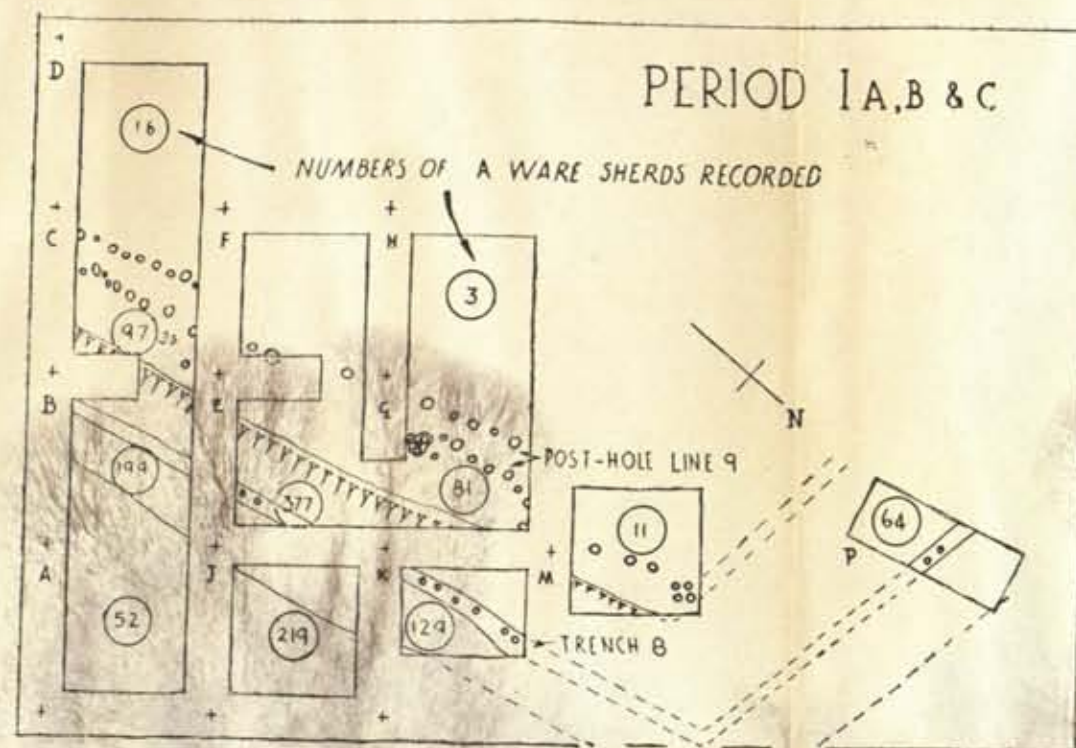 PERIOD 1A,B & C
D
16
NUMBERS OF A WARE SHERDS RECORDED
C
F
H
3
97
B
E
G
N
199
377
81
POST-HOLE LINE 9
11
64
A
J
K
M
P
52
219
129
TRENCH 8